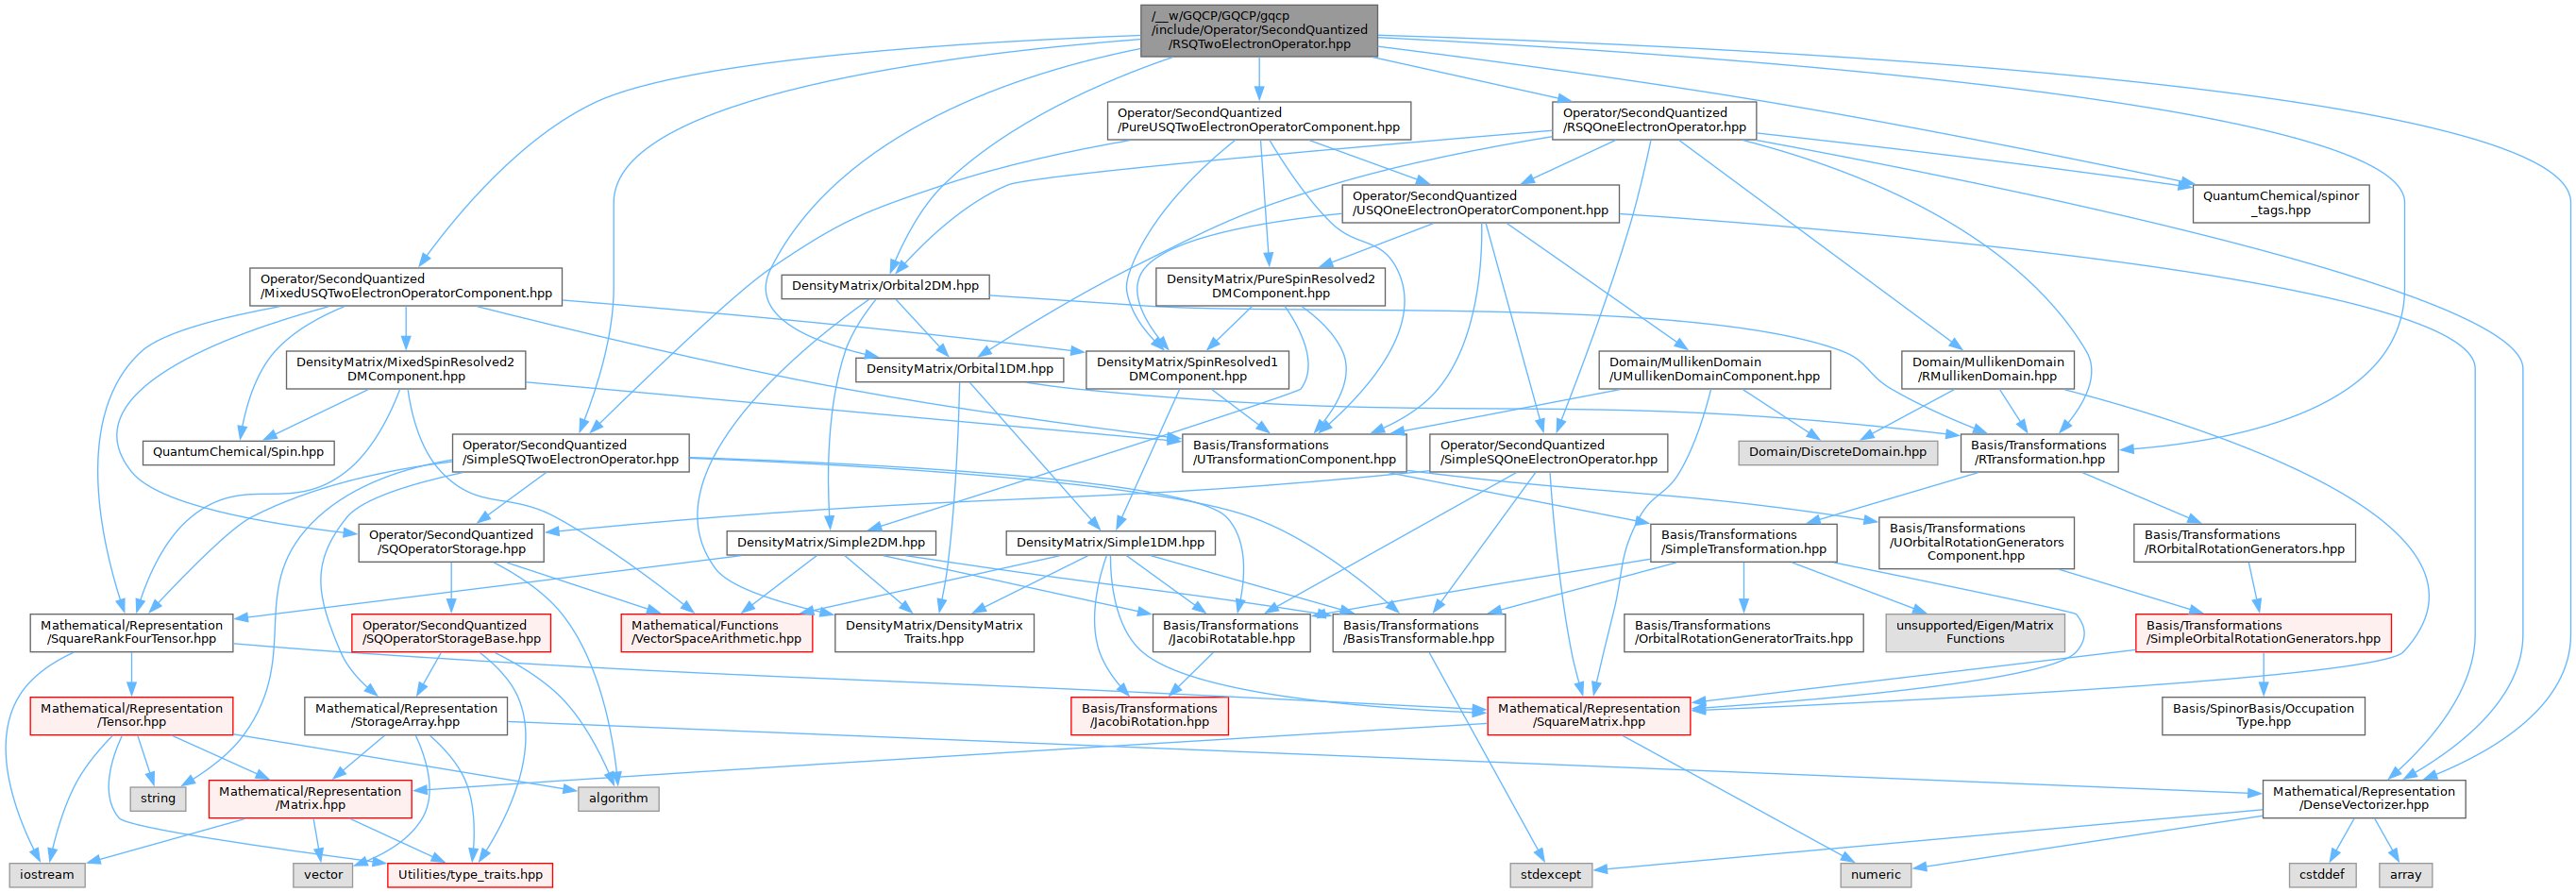 /__w/GQCP/GQCP/gqcp
/include/Operator/SecondQuantized
/RSQTwoElectronOperator.hpp
Operator/SecondQuantized
/PureUSQTwoElectronOperatorComponent.hpp
Operator/SecondQuantized
/RSQOneElectronOperator.hpp
Operator/SecondQuantized
/USQOneElectronOperatorComponent.hpp
QuantumChemical/spinor
_tags.hpp
Operator/SecondQuantized
/MixedUSQTwoElectronOperatorComponent.hpp
DensityMatrix/Orbital2DM.hpp
DensityMatrix/PureSpinResolved2
DMComponent.hpp
DensityMatrix/MixedSpinResolved2
DMComponent.hpp
DensityMatrix/Orbital1DM.hpp
DensityMatrix/SpinResolved1
DMComponent.hpp
Domain/MullikenDomain
/UMullikenDomainComponent.hpp
Domain/MullikenDomain
/RMullikenDomain.hpp
QuantumChemical/Spin.hpp
Operator/SecondQuantized
/SimpleSQTwoElectronOperator.hpp
Basis/Transformations
/UTransformationComponent.hpp
Operator/SecondQuantized
/SimpleSQOneElectronOperator.hpp
Domain/DiscreteDomain.hpp
Basis/Transformations
/RTransformation.hpp
Operator/SecondQuantized
/SQOperatorStorage.hpp
DensityMatrix/Simple2DM.hpp
DensityMatrix/Simple1DM.hpp
Basis/Transformations
/SimpleTransformation.hpp
Basis/Transformations
/UOrbitalRotationGenerators
Component.hpp
Basis/Transformations
/ROrbitalRotationGenerators.hpp
Mathematical/Representation
/SquareRankFourTensor.hpp
Operator/SecondQuantized
/SQOperatorStorageBase.hpp
Mathematical/Functions
/VectorSpaceArithmetic.hpp
DensityMatrix/DensityMatrix
Traits.hpp
Basis/Transformations
/JacobiRotatable.hpp
Basis/Transformations
/BasisTransformable.hpp
Basis/Transformations
/OrbitalRotationGeneratorTraits.hpp
unsupported/Eigen/Matrix
Functions
Basis/Transformations
/SimpleOrbitalRotationGenerators.hpp
Mathematical/Representation
/Tensor.hpp
Mathematical/Representation
/StorageArray.hpp
Basis/Transformations
/JacobiRotation.hpp
Mathematical/Representation
/SquareMatrix.hpp
Basis/SpinorBasis/Occupation
Type.hpp
string
Mathematical/Representation
/Matrix.hpp
algorithm
Mathematical/Representation
/DenseVectorizer.hpp
iostream
vector
Utilities/type_traits.hpp
stdexcept
numeric
cstddef
array